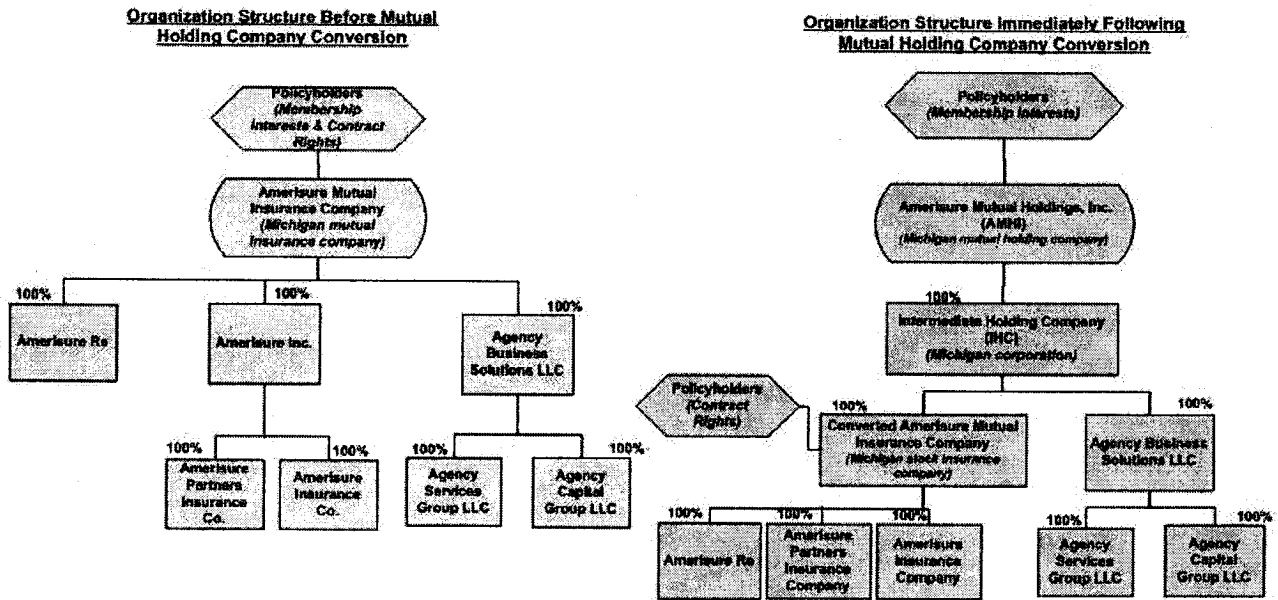 Organization Structure Before Mutual
Holding Company Conversion
Policyholders
(Membership
Interests & Contract
Rights)
Amerisure Mutual
Insurance Company
(Michigan mutual
insurance company)
100%
Amerisure Re
100%
Amerisure Inc.
100%
Agency
Business
Solutions LLC
100%
Amerisure
Partners
Insurance
Co.
100%
Amerisure
Insurance
Co.
100%
Agency
Services
Group LLC
100%
Agency
Capital
Group LLC
Organization Structure Immediately Following
Mutual Holding Company Conversion
Policyholders
(Membership Interests)
Amerisure Mutual Holdings, Inc.
(AMHI)
(Michigan mutual holding company)
100%
Intermediate Holding Company
(IHC)
(Michigan corporation)
Policyholders
(Contract
Rights)
100%
Converted Amerisure Mutual
Insurance Company
(Michigan stock insurance
company)
100%
Agency Business
Solutions LLC
100%
Amerisure Re
100%
Amerisure
Partners
Insurance
Company
100%
Amerisure
Insurance
Company
100%
Agency
Services
Group LLC
100%
Agency
Capital
Group LLC